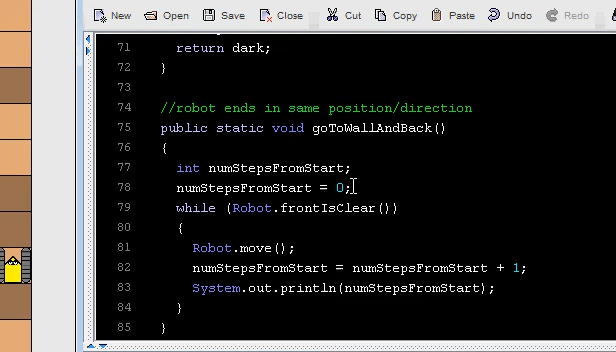 New Open Save Close Cut Copy Paste Undo Redo
71 return dark;
72 }
73
74 //robot ends in same position/direction
75 public static void goToWallAndBack()
76 {
77 int numStepsFromStart;
78 numStepsFromStart = 0;
79 while (Robot.frontIsClear())
80 {
81 Robot.move();
82 numStepsFromStart = numStepsFromStart + 1;
83 System.out.println(numStepsFromStart);
84 }
85 }